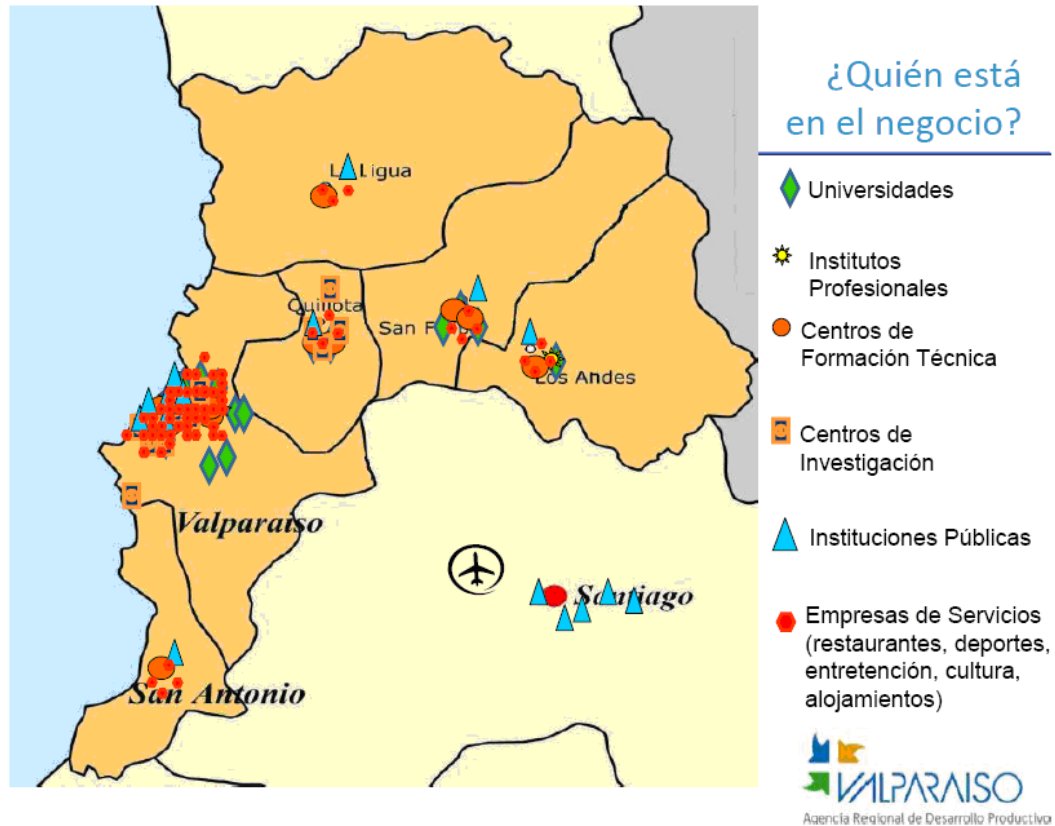 ¿Quién está
en el negocio?
Universidades
Institutos
Profesionales
Centros de
Formación Técnica
Centros de
Investigación
Instituciones Públicas
Empresas de Servicios
(restaurantes, deportes,
entretención, cultura,
alojamientos)
VALPARAISO
Agencia Regional de Desarrollo Productivo
La Ligua
Quillota
San
Los Andes
Valparaiso
Santiago
San Antonio